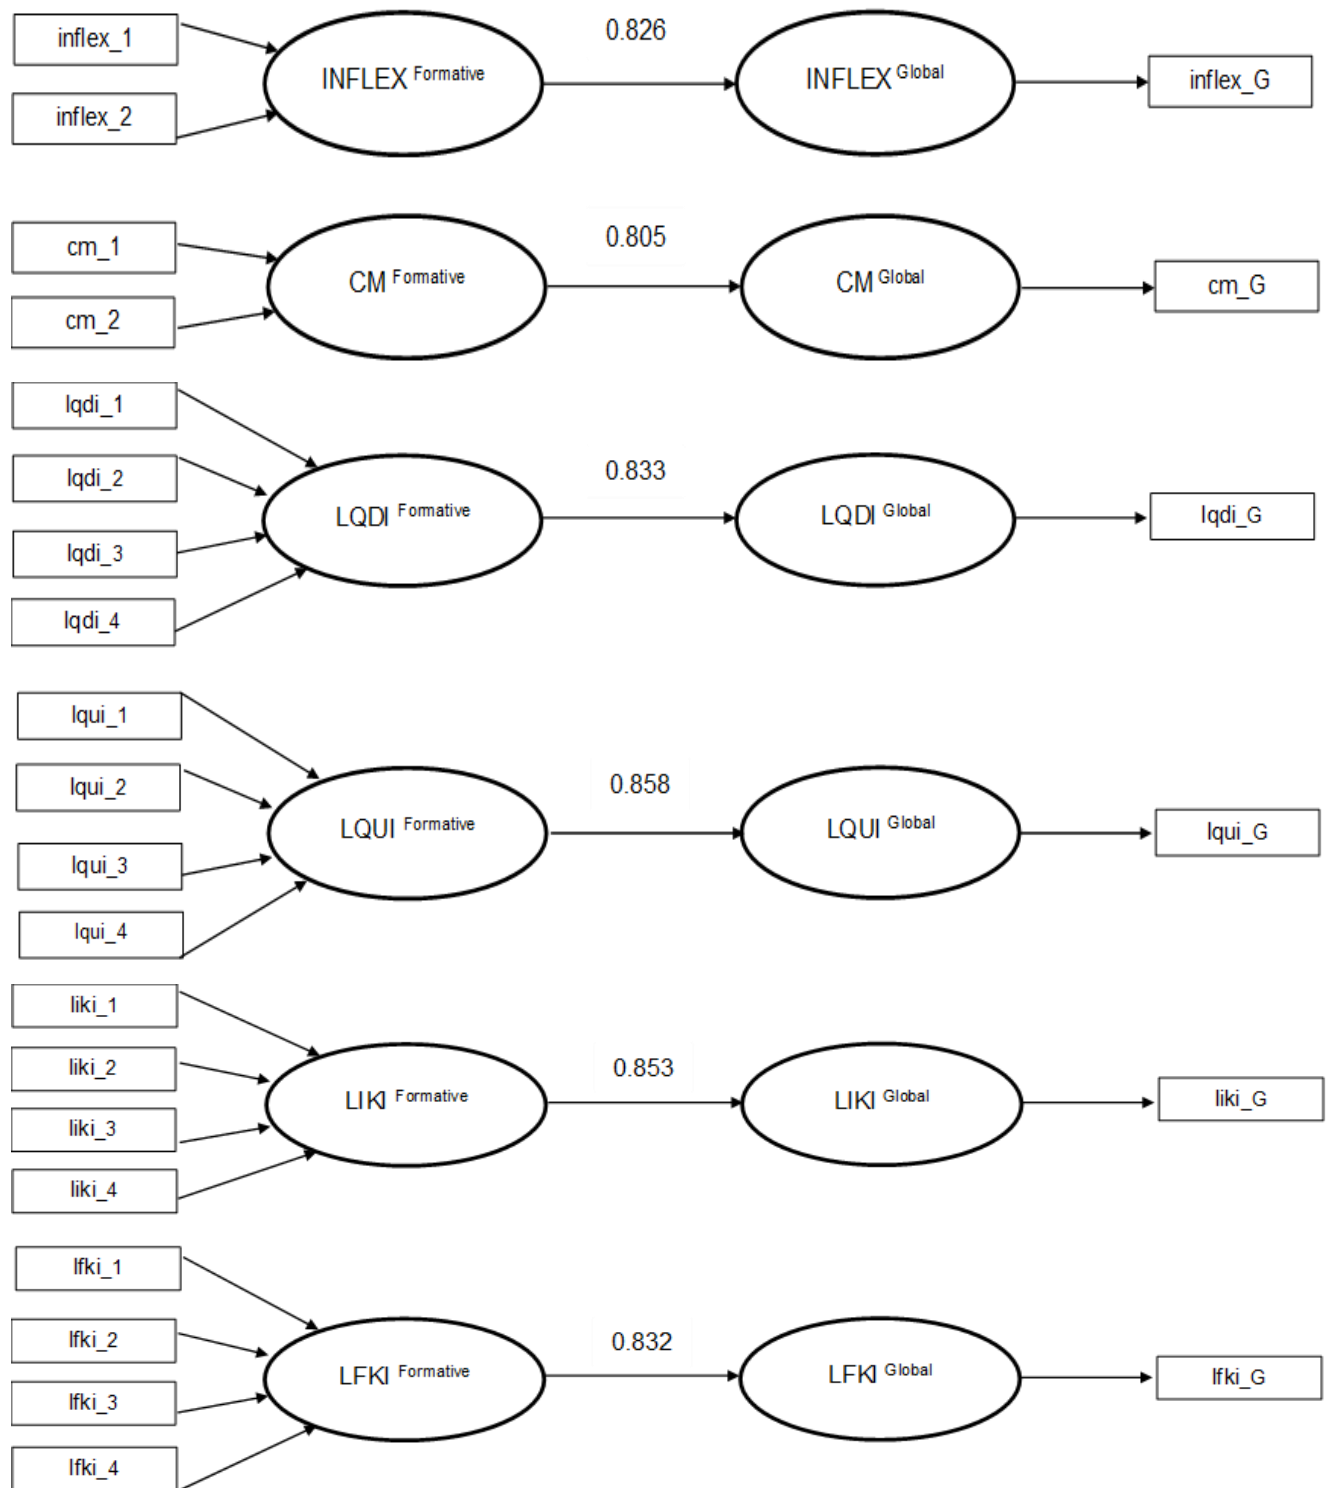 inflex_1
inflex_2
INFLEX Formative
0.826
INFLEX Global
inflex_G
cm_1
cm_2
CM Formative
0.805
CM Global
cm_G
lqdi_1
lqdi_2
lqdi_3
lqdi_4
LQDI Formative
0.833
LQDI Global
lqdi_G
lqui_1
lqui_2
lqui_3
lqui_4
LQUI Formative
0.858
LQUI Global
lqui_G
liki_1
liki_2
liki_3
liki_4
LIKI Formative
0.853
LIKI Global
liki_G
lfki_1
lfki_2
lfki_3
lfki_4
LFKI Formative
0.832
LFKI Global
lfki_G